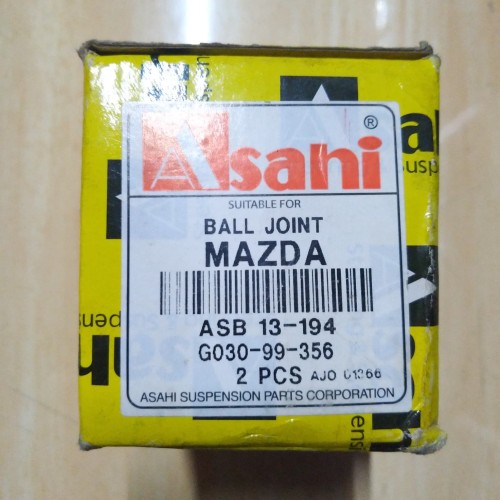 Asahi ®
SUITABLE FOR
BALL JOINT
MAZDA
ASB 13-194
G030-99-356
2 PCS AJO 01266
ASAHI SUSPENSION PARTS CORPORATION